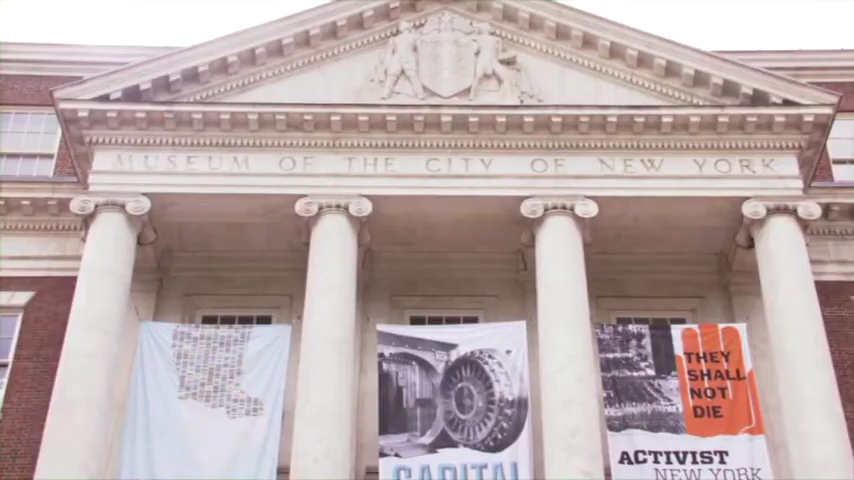 MUSEUM OF THE CITY OF NEW YORK
CAPITAL
THEY
SHALL
NOT
DIE
ACTIVIST
NEW YORK